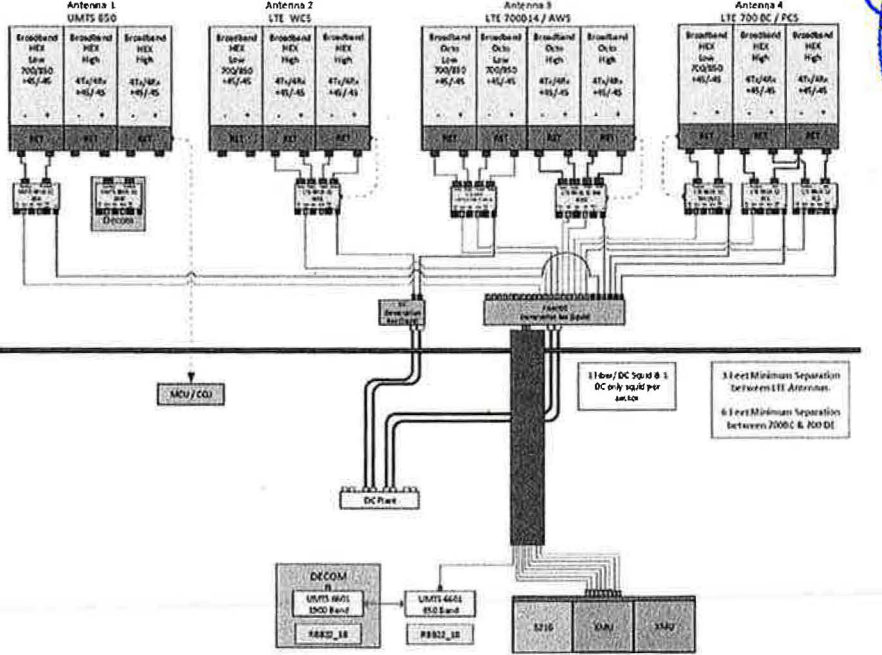 Antenna 1
UMTS 850
Antenna 2
LTE WCS
Antenna 3
LTE 700D14 / AWS
Antenna 4
LTE 700 BC / PCS
Broadband
HEX
Low
700/850
+45/-45
RET
Broadband
HEX
High
4Tx/4Rx
+45/-45
RET
Broadband
HEX
High
4Tx/4Rx
+45/-45
RET
Broadband
HEX
Low
700/850
+45/-45
RET
Broadband
HEX
High
4Tx/4Rx
+45/-45
RET
Broadband
HEX
High
4Tx/4Rx
+45/-45
RET
Broadband
Octo
Low
700/850
+45/-45
RET
Broadband
Octo
Low
700/850
+45/-45
RET
Broadband
Octo
High
4Tx/4Rx
+45/-45
RET
Broadband
Octo
High
4Tx/4Rx
+45/-45
RET
Broadband
HEX
Low
700/850
+45/-45
RET
Broadband
HEX
High
4Tx/4Rx
+45/-45
RET
Broadband
HEX
High
4Tx/4Rx
+45/-45
RET
Decom
MCU / CCU
1 Fiber/ DC Squid & 1
DC only squid per
sector
3 Feet Minimum Separation
between LTE Antennas
6 Feet Minimum Separation
between 700BC & 700 DE
DC Plant
DECOM
UMTS 6601
1900 Band
RBB22_1B
UMTS 6601
850 Band
RBB22_1B
5216
XMU
XMU